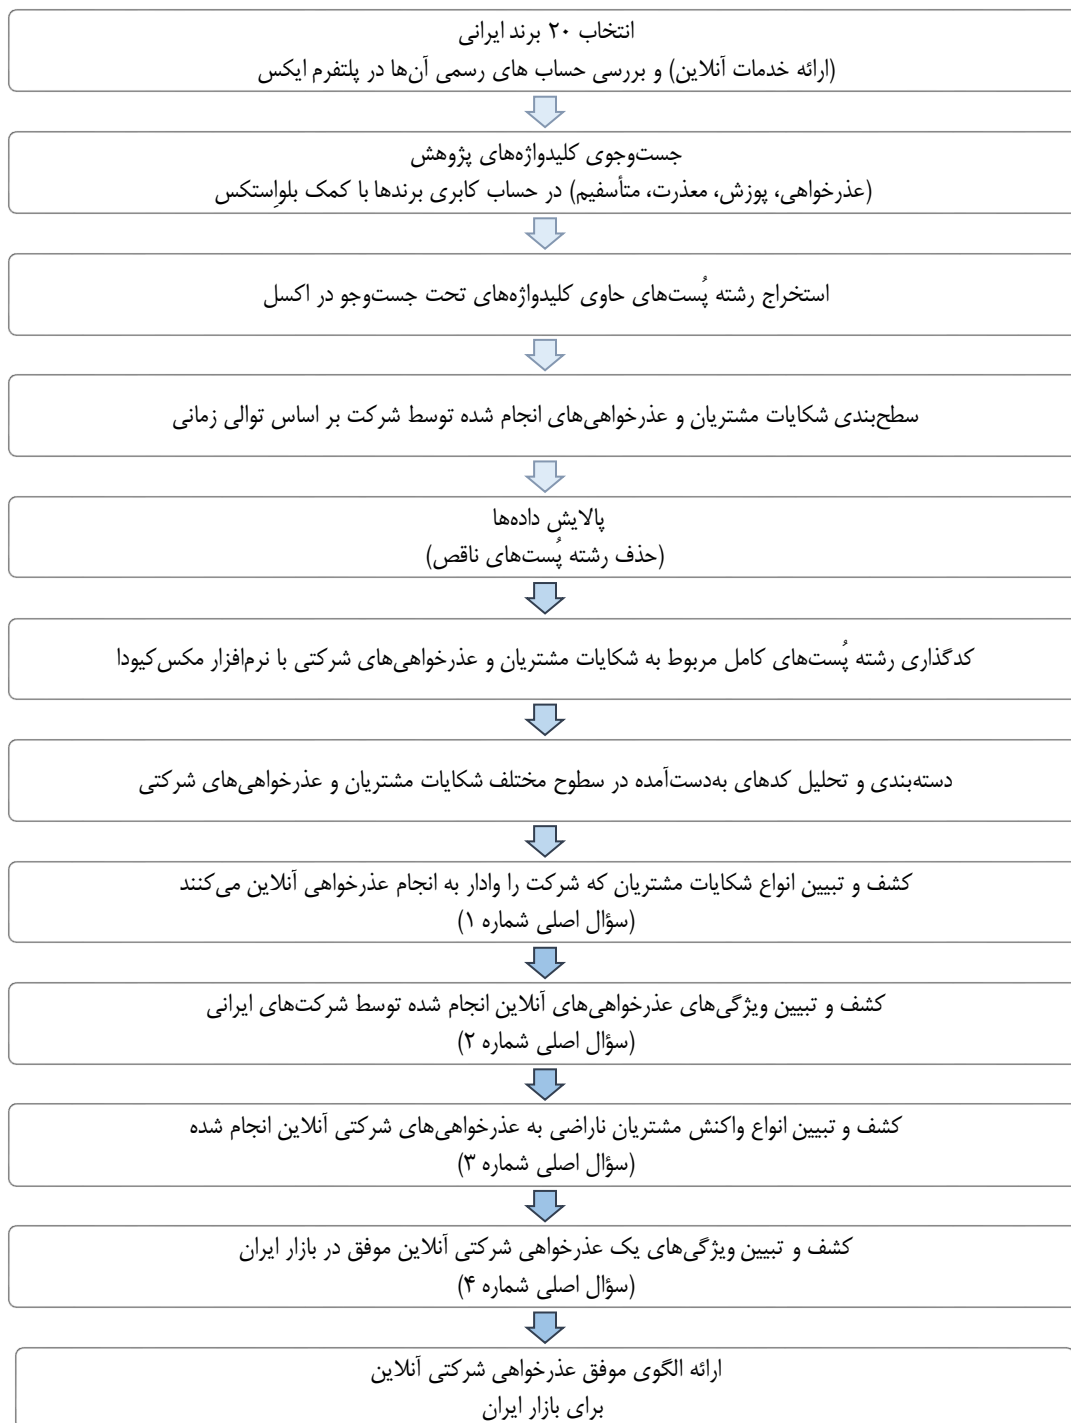 انتخاب ۲۰ برند ایرانی
(ارائه خدمات آنلاین) و بررسی حساب های رسمی آن‌ها در پلتفرم ایکس
جست‌وجوی کلیدواژه‌های پژوهش
(عذرخواهی، پوزش، معذرت، متأسفیم) در حساب کابری برندها با کمک بلواِستکس
استخراج رشته پُست‌های حاوی کلیدواژه‌های تحت جست‌وجو در اکسل
سطح‌بندی شکایات مشتریان و عذرخواهی‌های انجام شده توسط شرکت بر اساس توالی زمانی
پالایش داده‌ها
(حذف رشته پُست‌های ناقص)
کدگذاری رشته پُست‌های کامل مربوط به شکایات مشتریان و عذرخواهی‌های شرکتی با نرم‌افزار مکس‌کیودا
دسته‌بندی و تحلیل کدهای به‌دست‌آمده در سطوح مختلف شکایات مشتریان و عذرخواهی‌های شرکتی
کشف و تبیین انواع شکایات مشتریان که شرکت را وادار به انجام عذرخواهی آنلاین می‌کنند
(سؤال اصلی شماره ۱)
کشف و تبیین ویژگی‌های عذرخواهی‌های آنلاین انجام شده توسط شرکت‌های ایرانی
(سؤال اصلی شماره ۲)
کشف و تبیین انواع واکنش مشتریان ناراضی به عذرخواهی‌های شرکتی آنلاین انجام شده
(سؤال اصلی شماره ۳)
کشف و تبیین ویژگی‌های یک عذرخواهی شرکتی آنلاین موفق در بازار ایران
(سؤال اصلی شماره ۴)
ارائه الگوی موفق عذرخواهی شرکتی آنلاین
برای بازار ایران